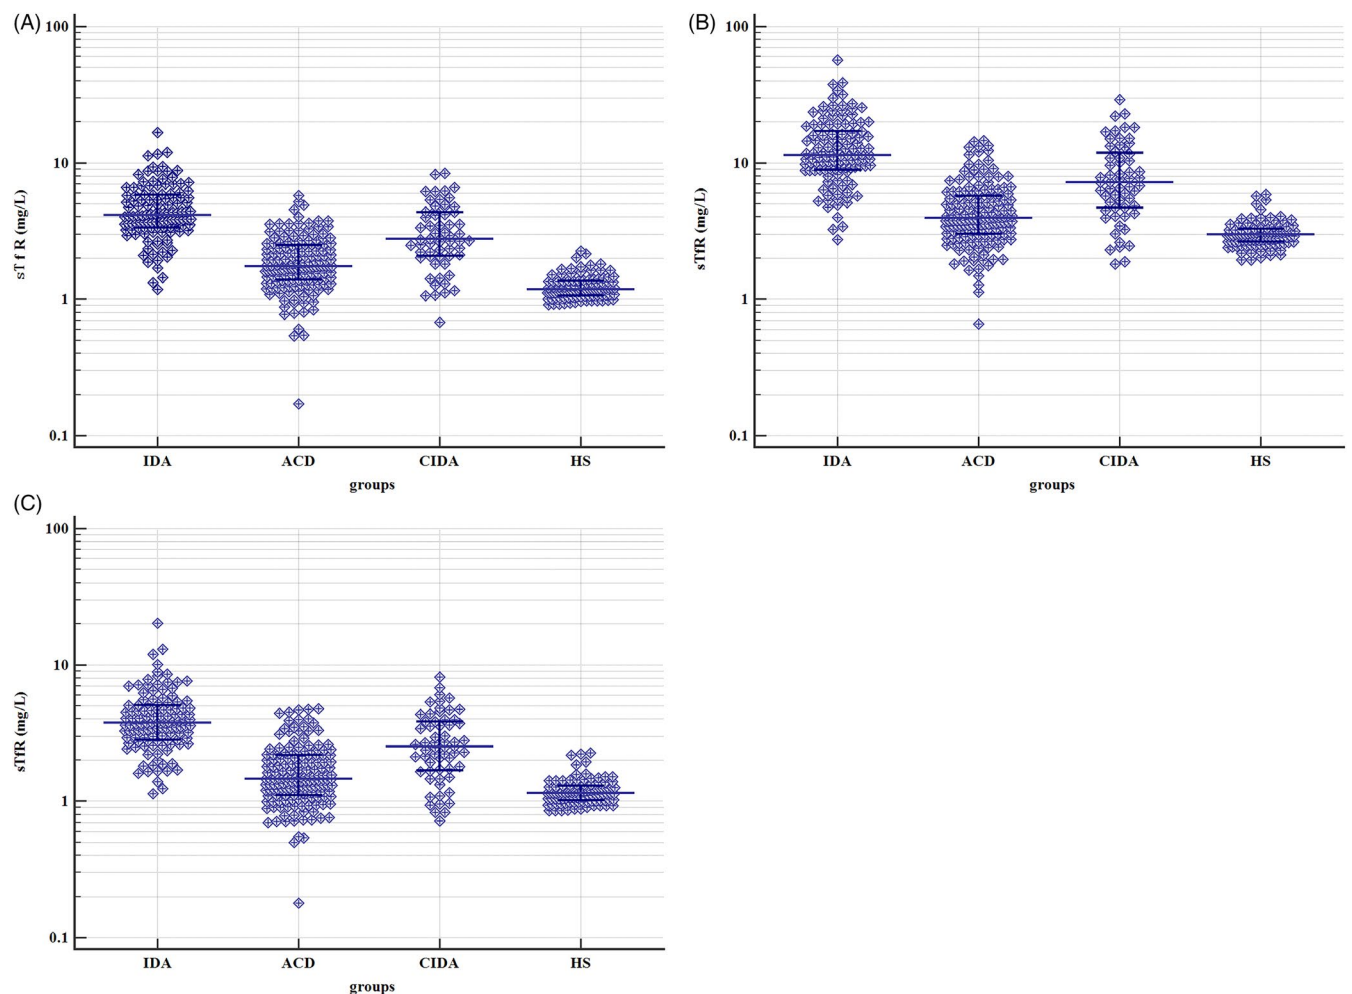 (A)
100
10
1
0.1
sT f R (mg/L)
IDA ACD CIDA HS
groups
(B)
100
10
1
0.1
sTfR (mg/L)
IDA ACD CIDA HS
groups
(C)
100
10
1
0.1
sTfR (mg/L)
IDA ACD CIDA HS
groups